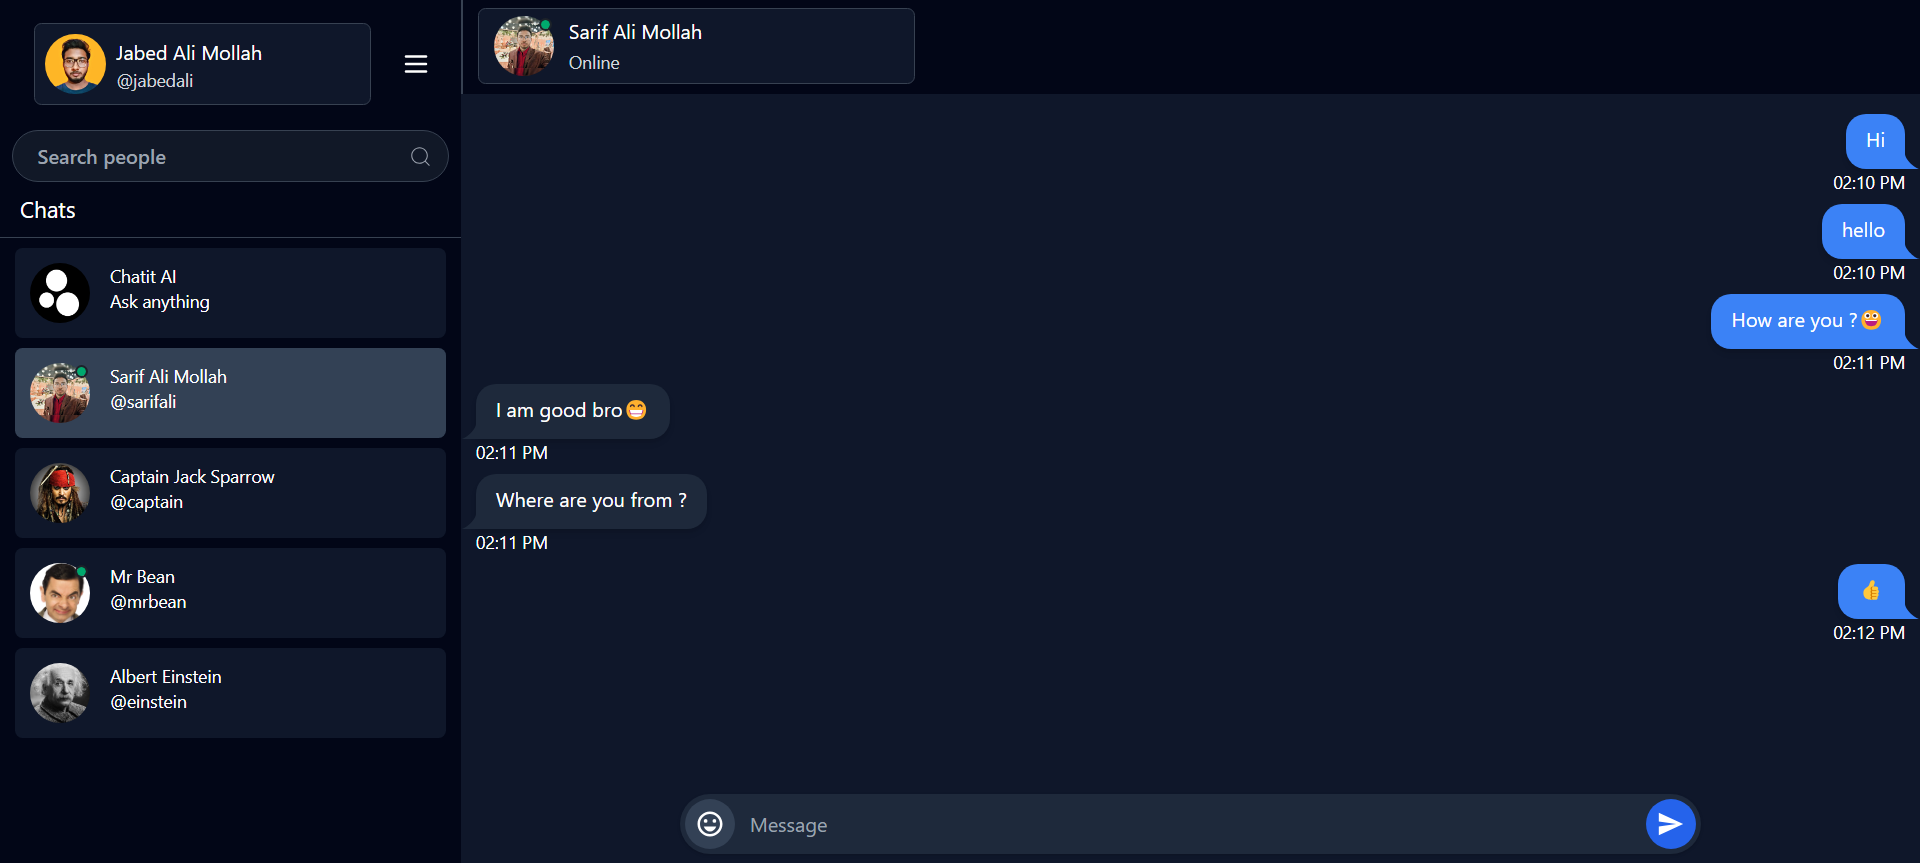 Jabed Ali Mollah
@jabedali
Search people
Chats
Chatit AI
Ask anything
Sarif Ali Mollah
@sarifali
Captain Jack Sparrow
@captain
Mr Bean
@mrbean
Albert Einstein
@einstein
Sarif Ali Mollah
Online
Hi
02:10 PM
hello
02:10 PM
How are you ?😀
02:11 PM
I am good bro😁
02:11 PM
Where are you from ?
02:11 PM
👍
02:12 PM
Message